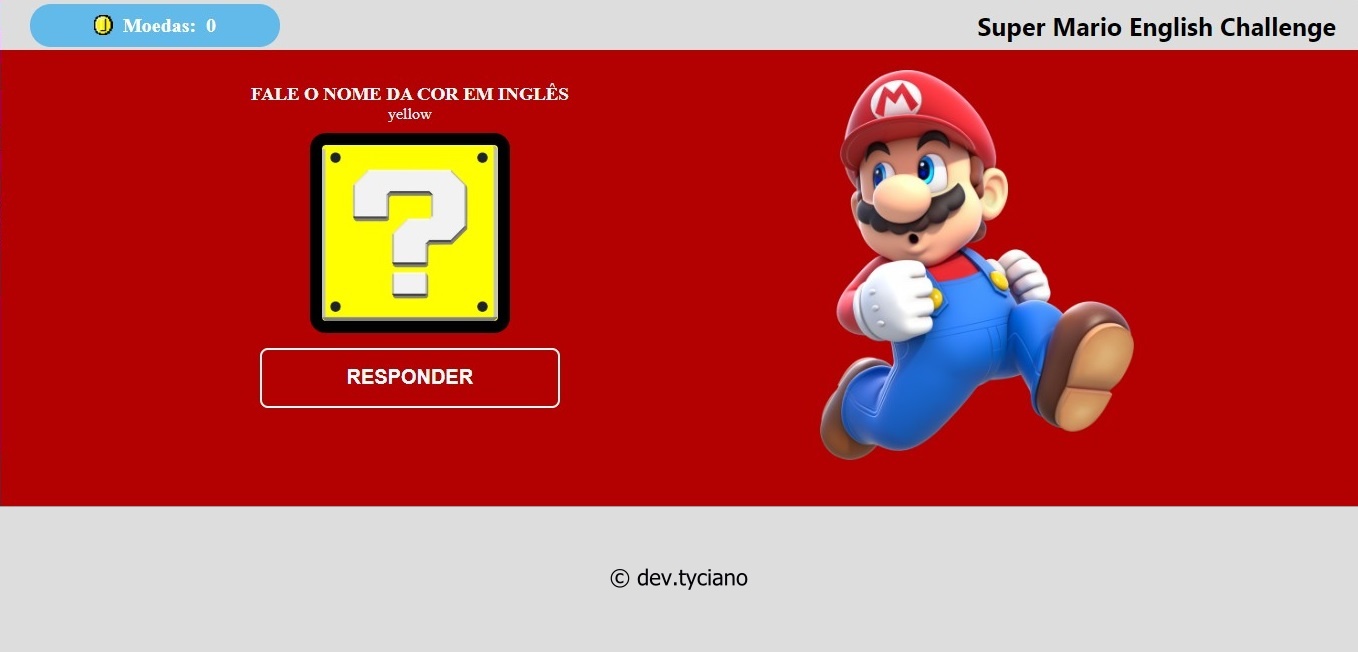 Moedas: 0
Super Mario English Challenge
FALE O NOME DA COR EM INGLÊS
yellow
?
M
RESPONDER
© dev.tyciano